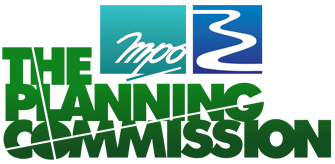 mpo
THE
PLANNING
COMMISSION